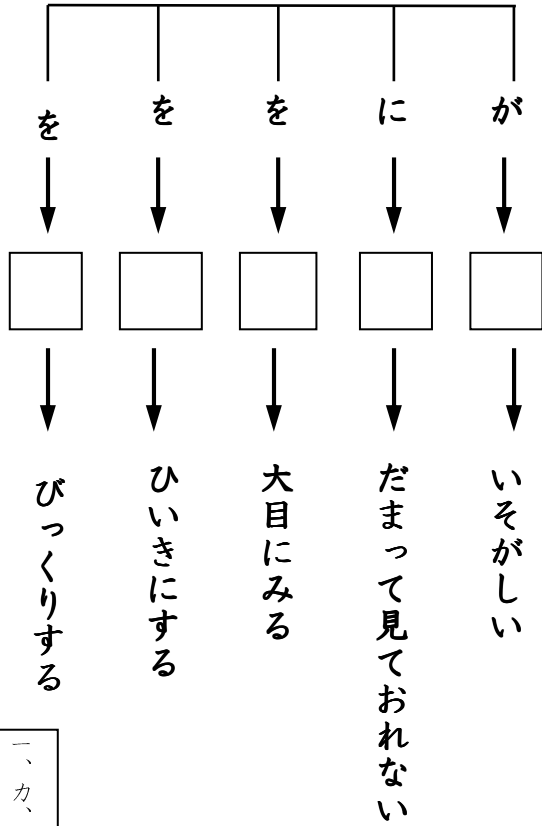 が
いそがしい
に
だまって見ておれない
を
大目にみる
を
ひいきにする
を
びっくりする
一、カ、